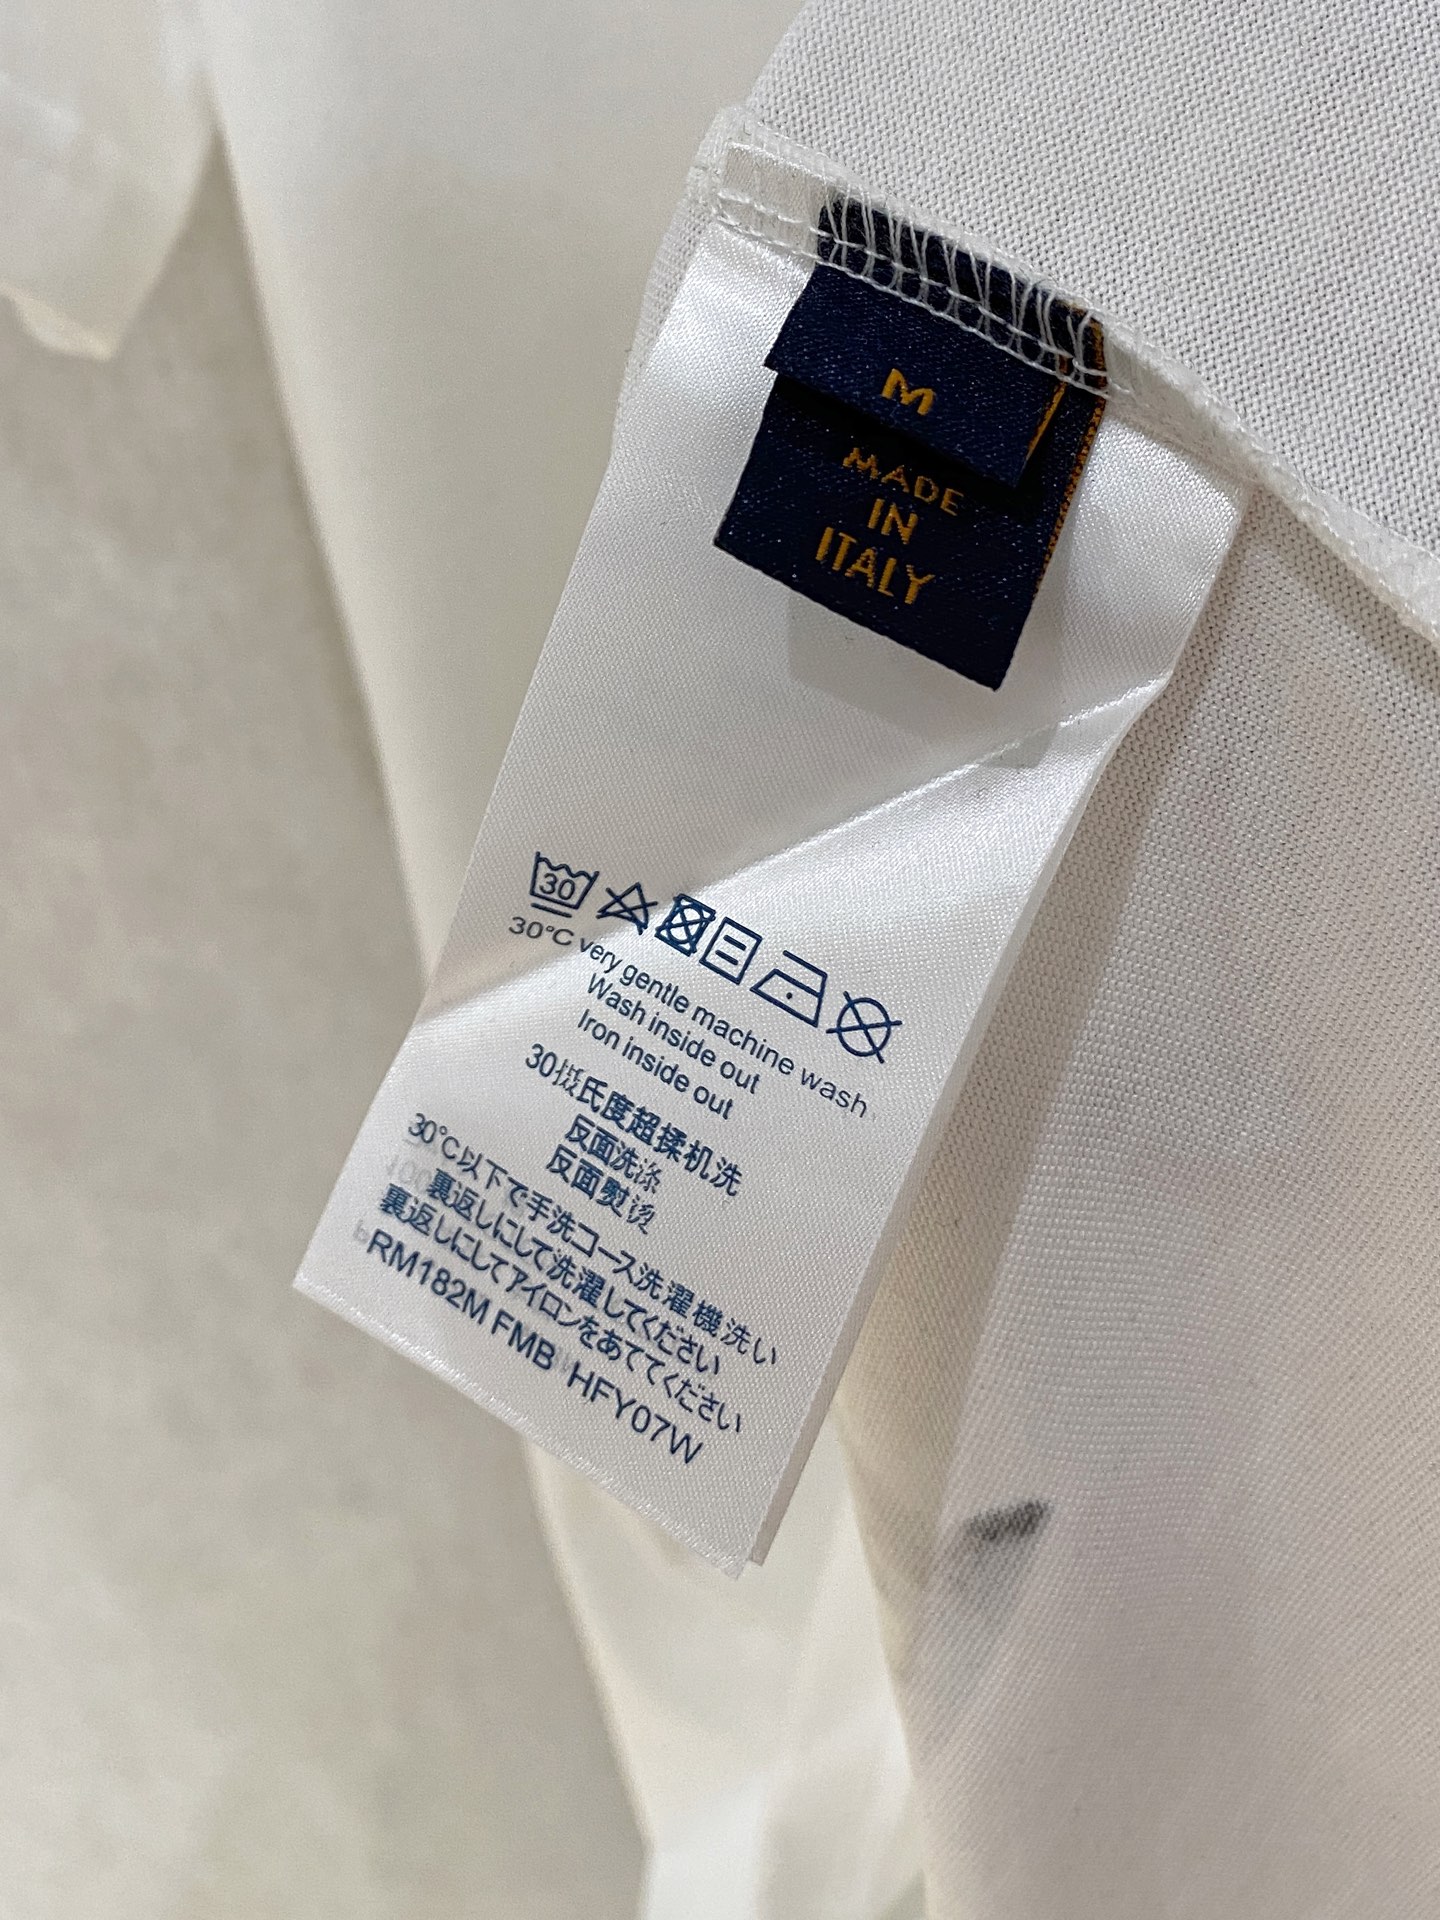 M
MADE
IN
ITALY
30
30°C very gentle machine wash
Wash inside out
Iron inside out
30摄氏度超揉机洗
反面洗涤
反面熨烫
30°C以下で手洗コース洗濯機洗い
裏返しにして洗濯してください
裏返しにしてアイロンをあててください
RM182M FMB HFY07W